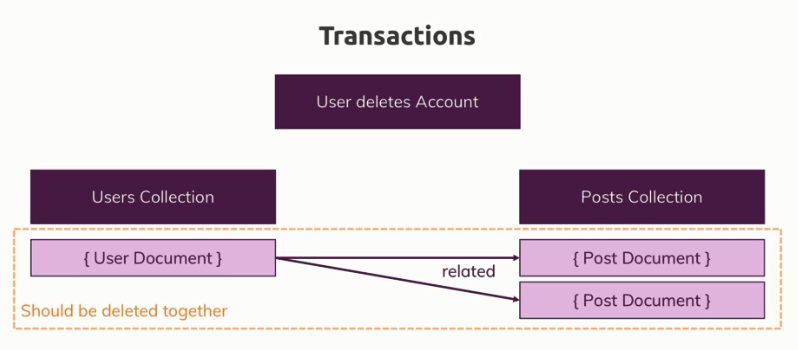 Transactions
User deletes Account
Users Collection
Posts Collection
{ User Document }
{ Post Document }
related
{ Post Document }
Should be deleted together